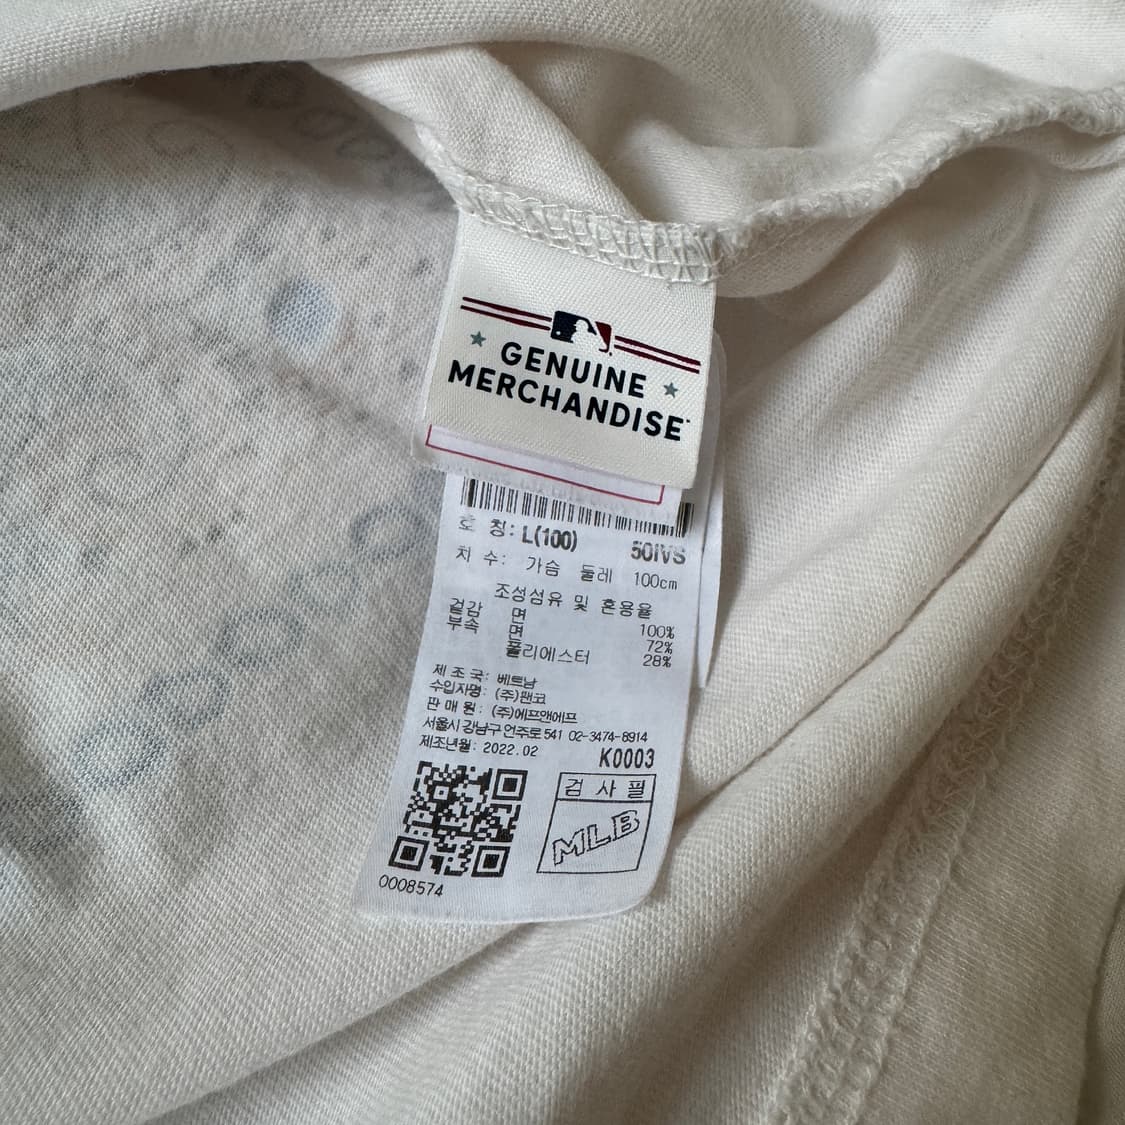 GENUINE
MERCHANDISE
호 칭: L(100) 50IVS
치 수: 가슴 둘레 100cm
조성섬유 및 혼용율
겉감 면 100%
부속 면 72%
폴리에스터 28%
제 조 국: 베트남
수입자명: (주)팬코
판 매 원: (주)에프앤에프
서울시 강남구 언주로 541 02-3474-8914
제조년월: 2022.02
K0003
검 사 필
MLB
0008574